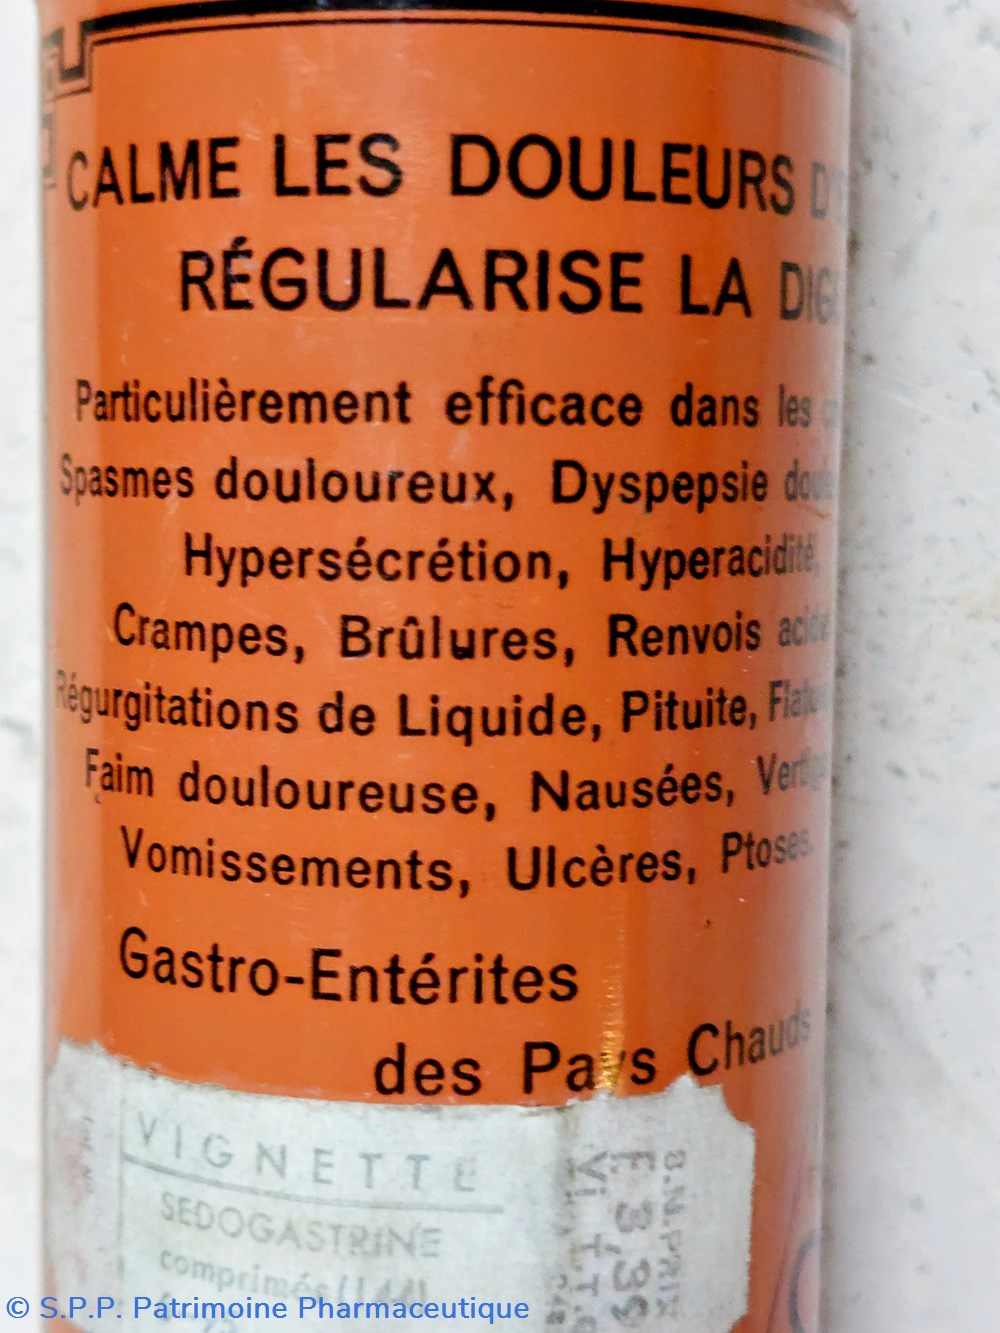 CALME LES DOULEURS
RÉGULARISE LA
Particulièrement efficace dans les
Spasmes douloureux, Dyspepsie
Hypersécrétion, Hyperacidité,
Crampes, Brûlures, Renvois
Régurgitations de Liquide, Pituite,
Faim douloureuse, Nausées,
Vomissements, Ulcères, Ptoses.
Gastro-Entérites
des Pays Chauds
VIGNETTE
SEDOGASTRINE
comprimés
F 3,39
© S.P.P. Patrimoine Pharmaceutique